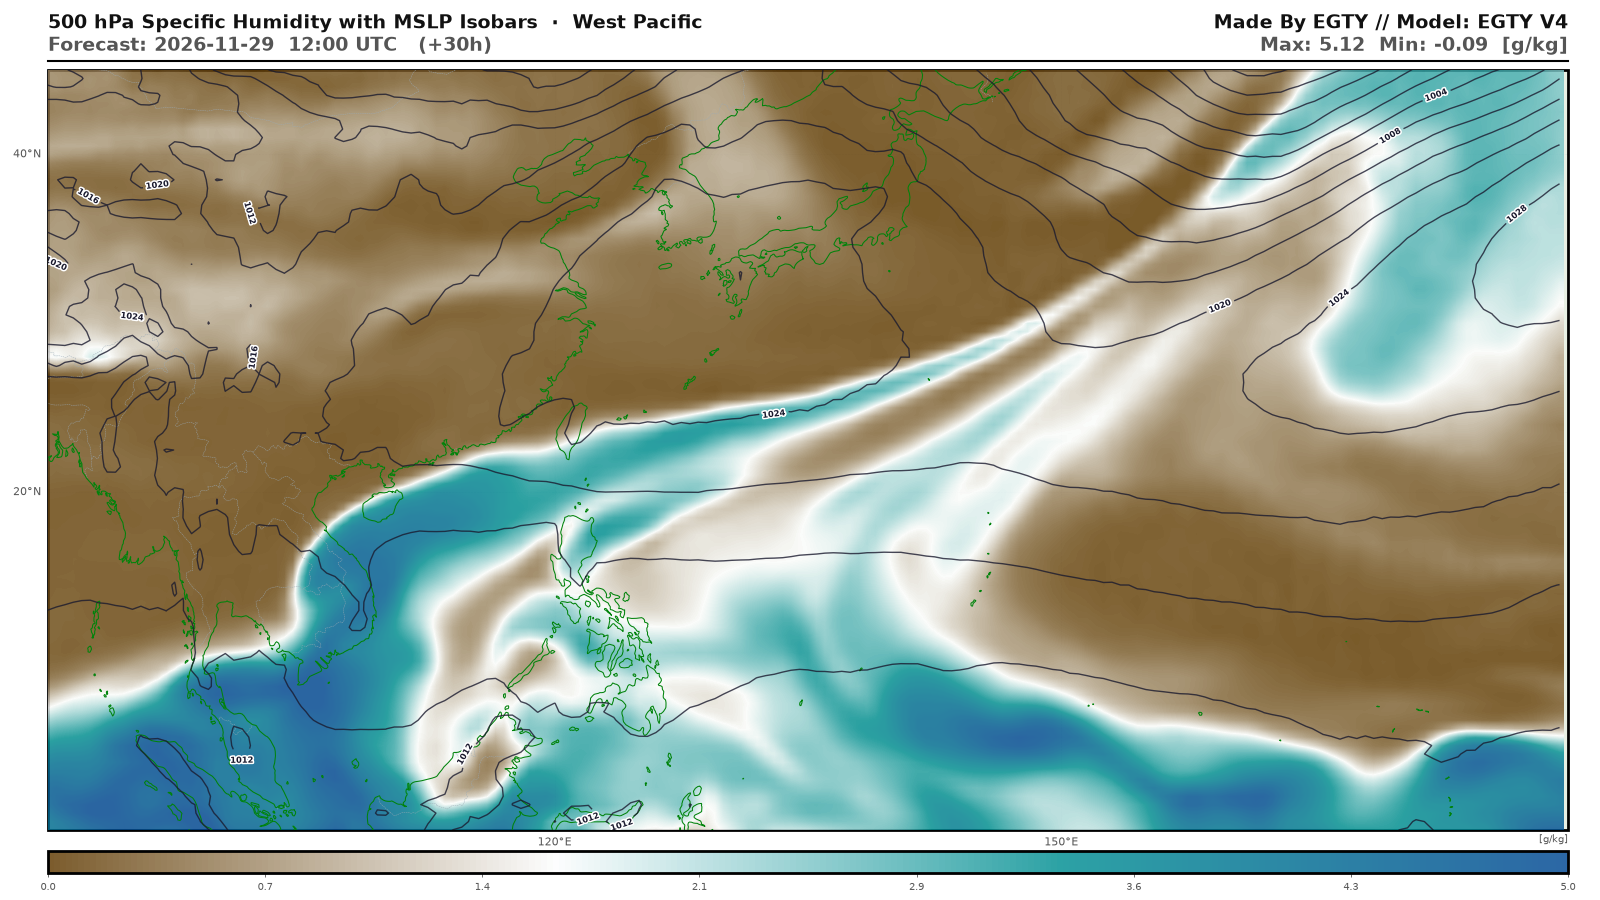 500 hPa Specific Humidity with MSLP Isobars · West Pacific
Made By EGTY // Model: EGTY V4
Forecast: 2026-11-29 12:00 UTC (+30h)
Max: 5.12 Min: -0.09 [g/kg]
1004
1008
40°N
1020
1016
1012
1028
1020
1024
1020
1024
1016
1024
20°N
1012
1012
1012
1012
120°E
150°E
[g/kg]
0.0 0.7 1.4 2.1 2.9 3.6 4.3 5.0